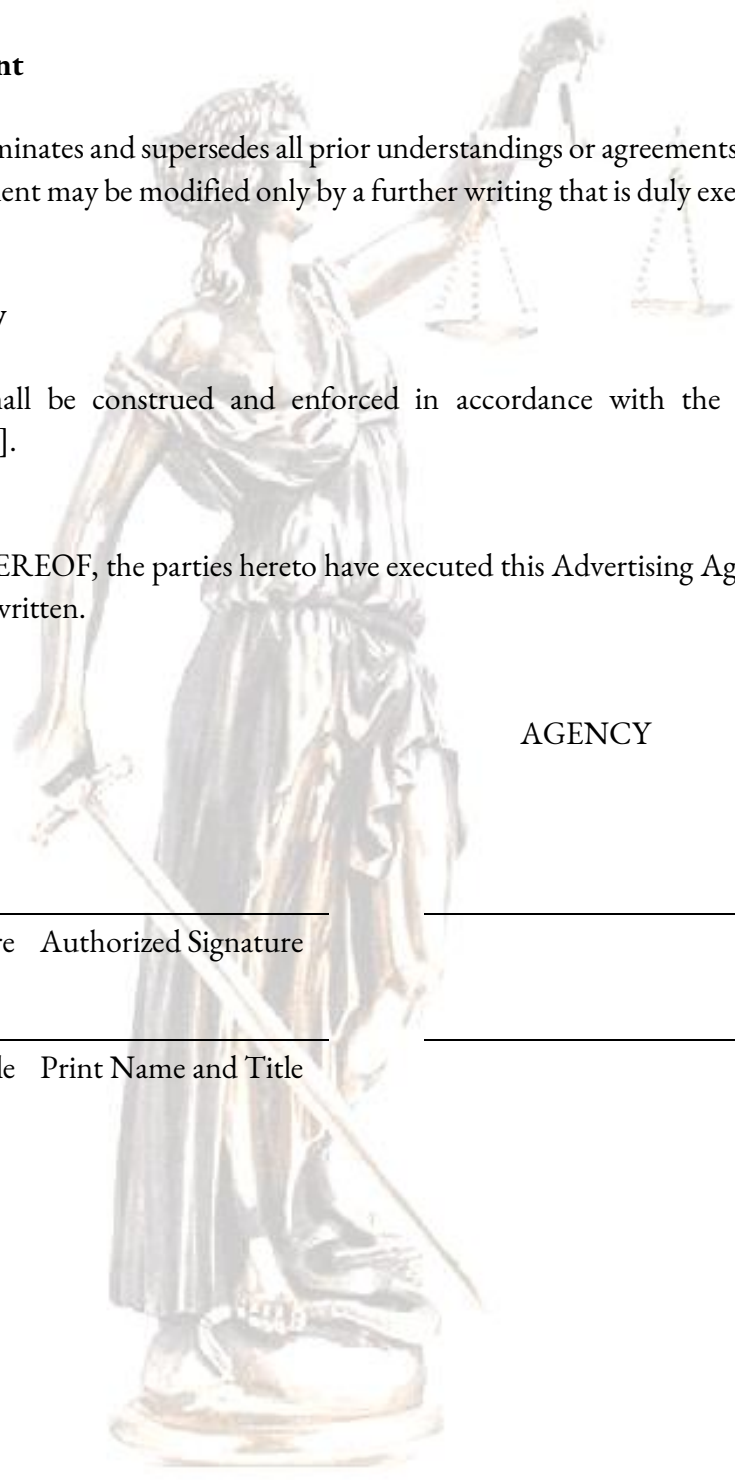 nt
minates and supersedes all prior understandings or agreements
ent may be modified only by a further writing that is duly exe
y
hall be construed and enforced in accordance with the
].
EREOF, the parties hereto have executed this Advertising Ag
written.
AGENCY
re Authorized Signature
le Print Name and Title